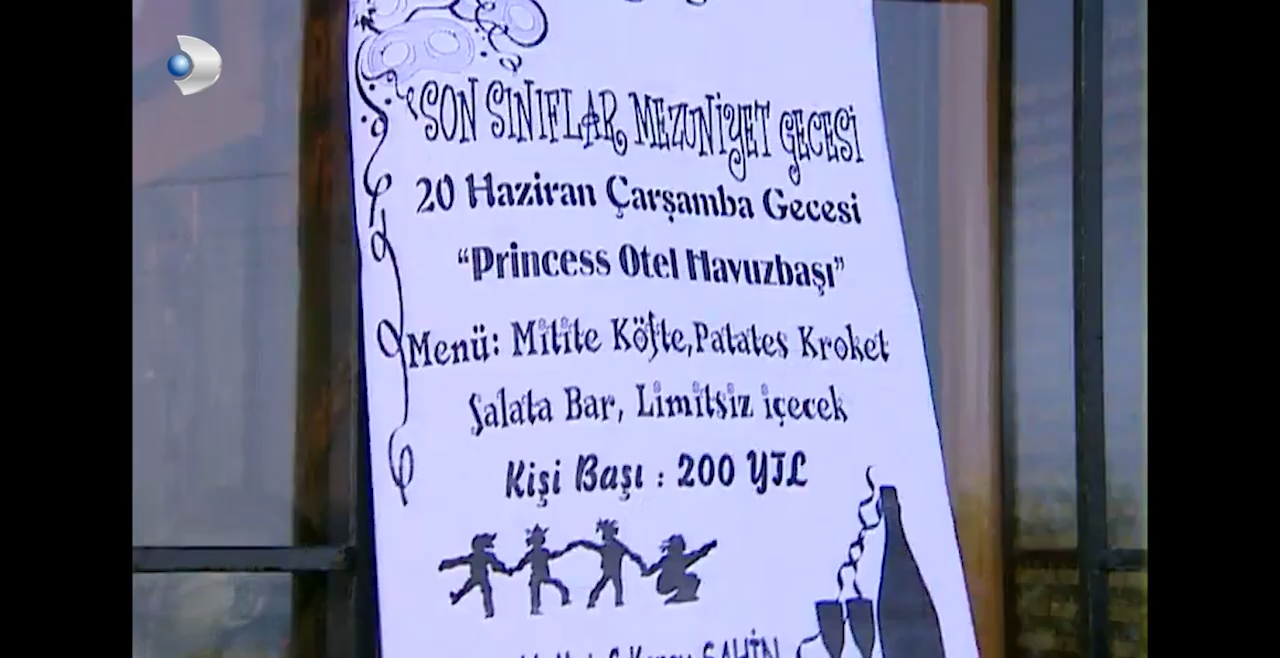 SON SINIFLAR MEZUNİYET GECESİ
20 Haziran Çarşamba Gecesi
"Princess Otel Havuzbaşı"
Menü: Mitite Köfte,Patates Kroket
Salata Bar, Limitsiz içecek
Kişi Başı : 200 YTL
ŞAHİN